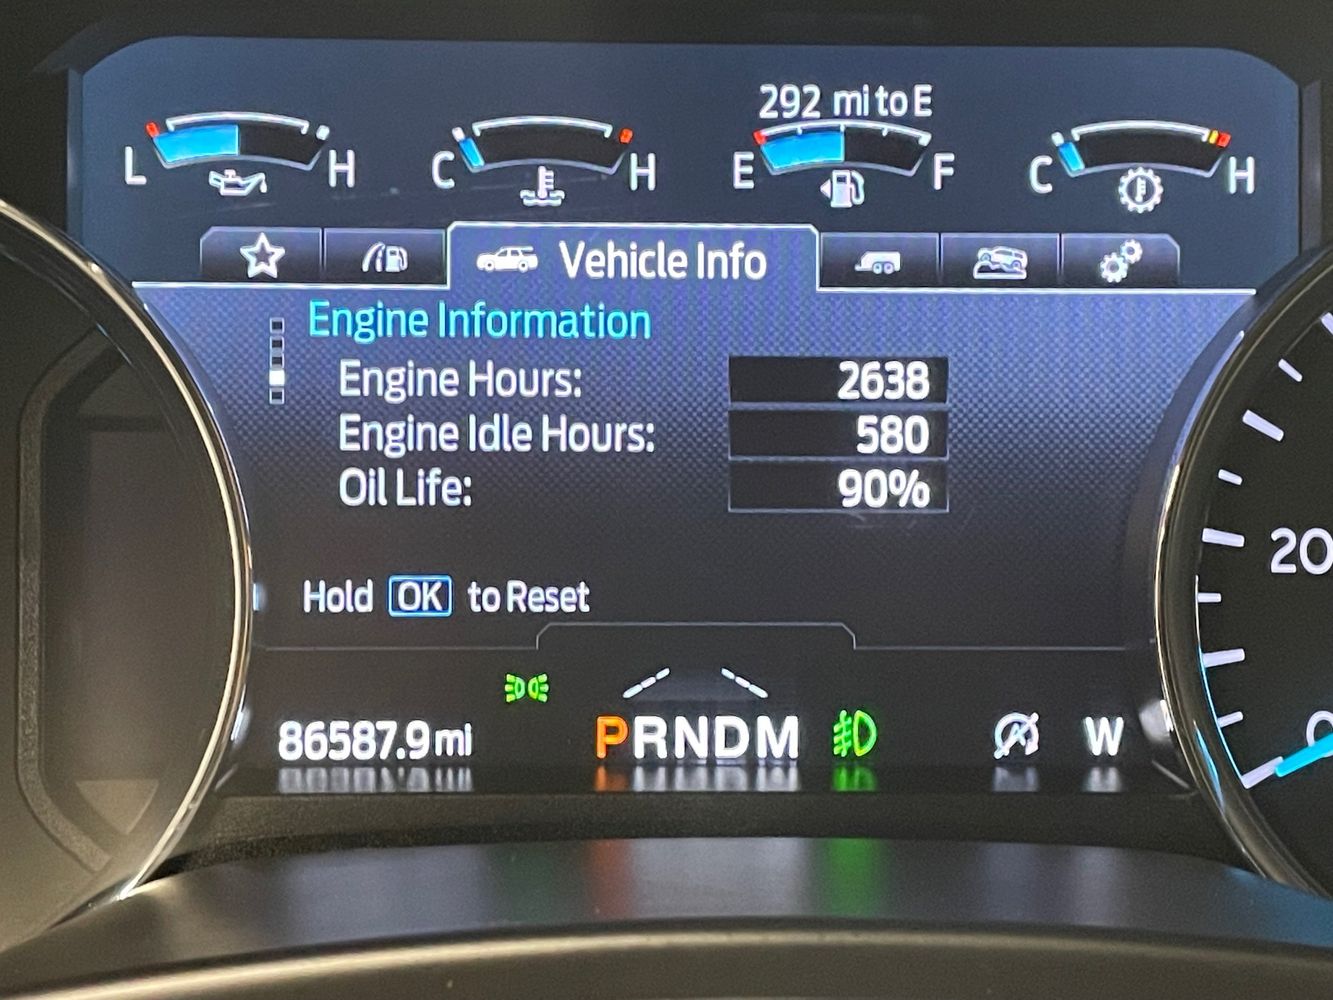 292 mi to E
L H C H E F C H
Vehicle Info
Engine Information
Engine Hours: 2638
Engine Idle Hours: 580
Oil Life: 90%
Hold OK to Reset
20
86587.9 mi PRNDM W
0